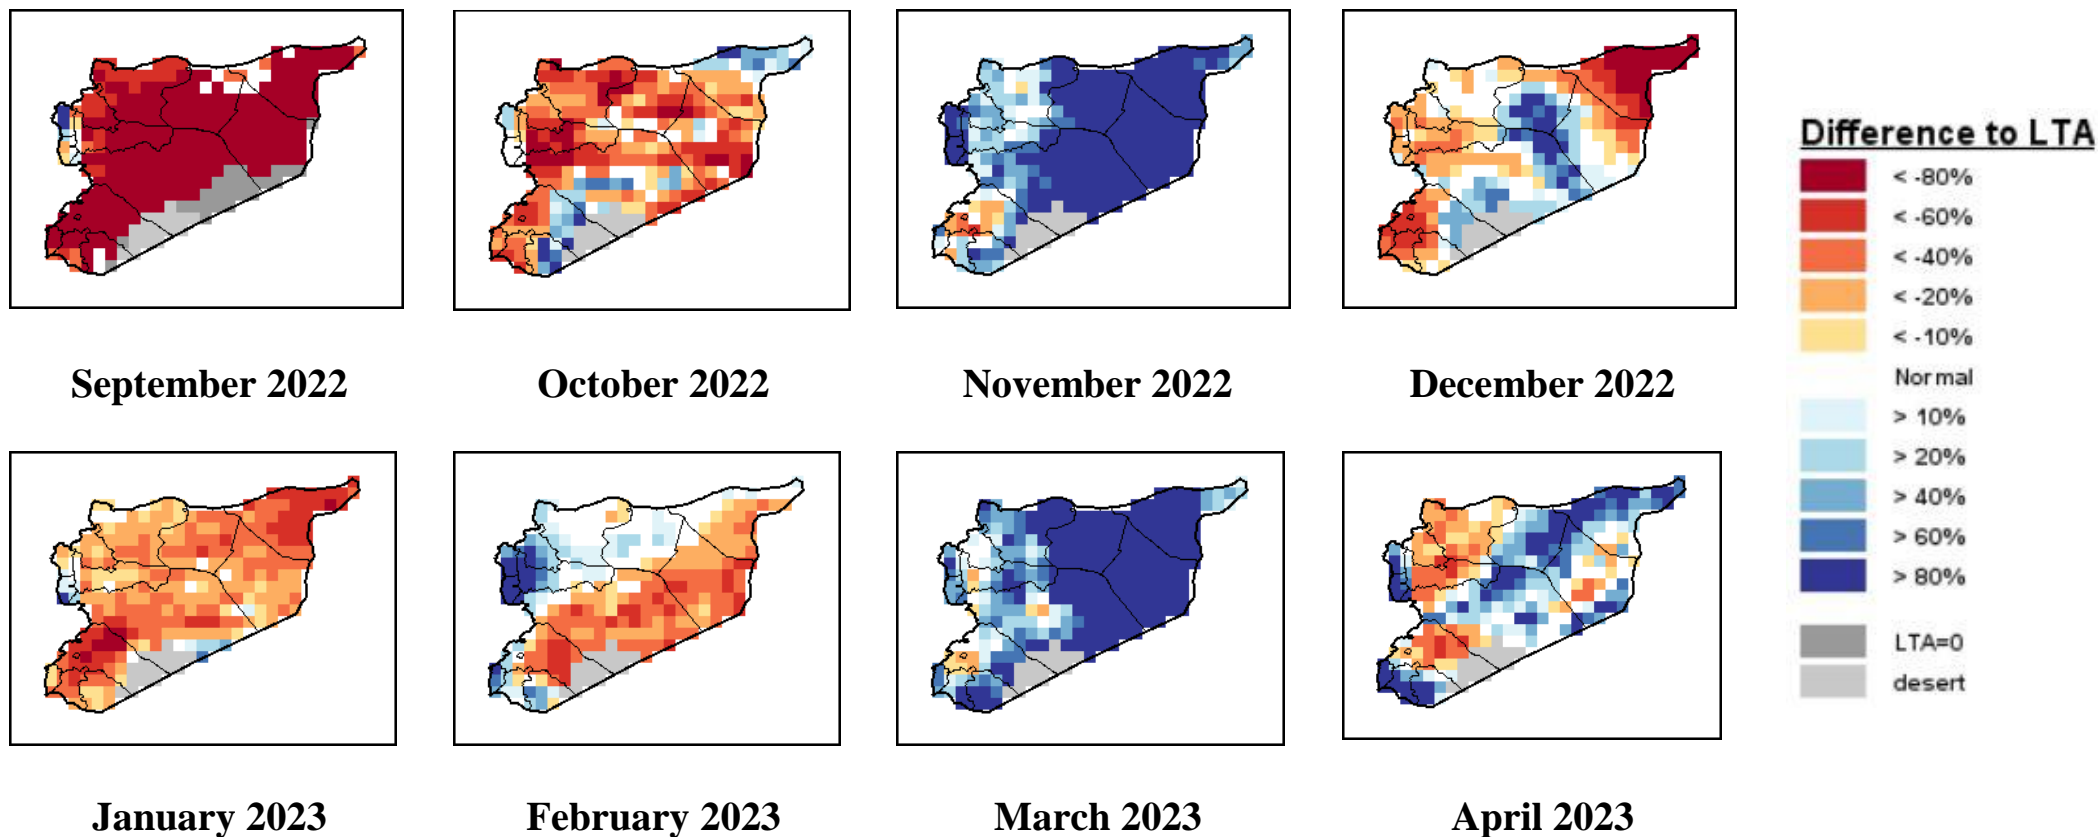 September 2022
October 2022
November 2022
December 2022
January 2023
February 2023
March 2023
April 2023
Difference to LTA
< -80%
< -60%
< -40%
< -20%
< -10%
Normal
> 10%
> 20%
> 40%
> 60%
> 80%
LTA=0
desert